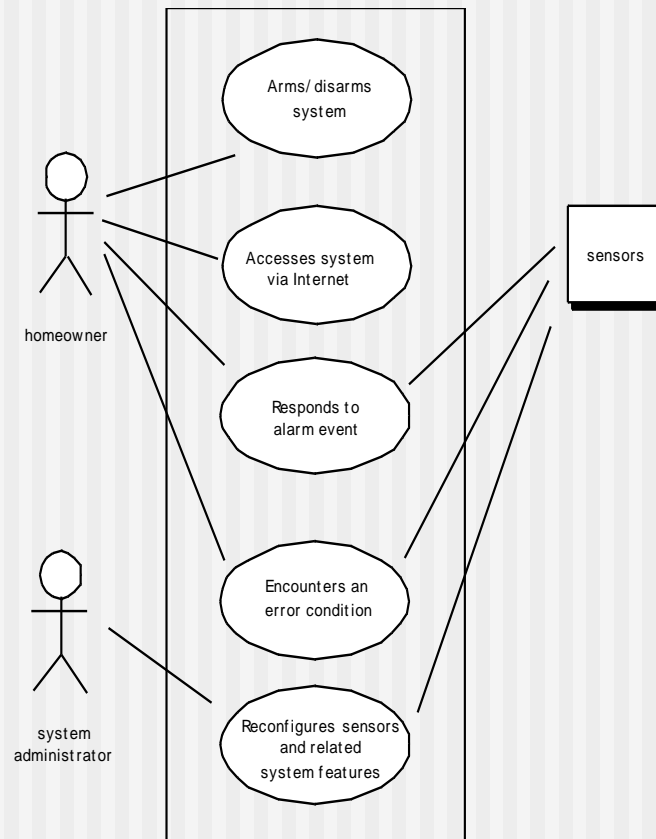 Arms/disarms
system
Accesses system
via Internet
sensors
homeowner
Responds to
alarm event
Encounters an
error condition
system
administrator
Reconfigures sensors
and related
system features